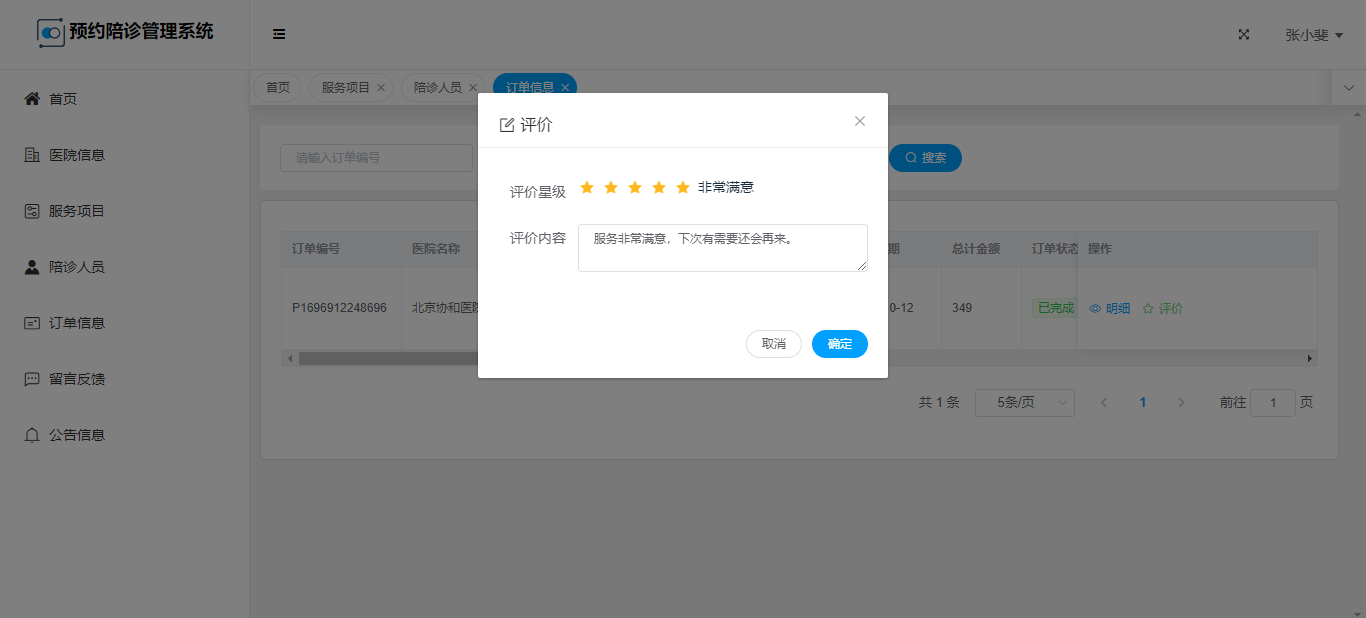 预约陪诊管理系统
张小斐
首页
服务项目
陪诊人员
订单信息
首页
医院信息
服务项目
陪诊人员
订单信息
留言反馈
公告信息
请输入订单编号
搜索
评价
评价星级
非常满意
评价内容
服务非常满意，下次有需要还会再来。
取消
确定
订单编号
医院名称
期
总计金额
订单状态
操作
P1696912248696
北京协和医院
0-12
349
已完成
明细
评价
共 1 条
5条/页
1
前往
1
页